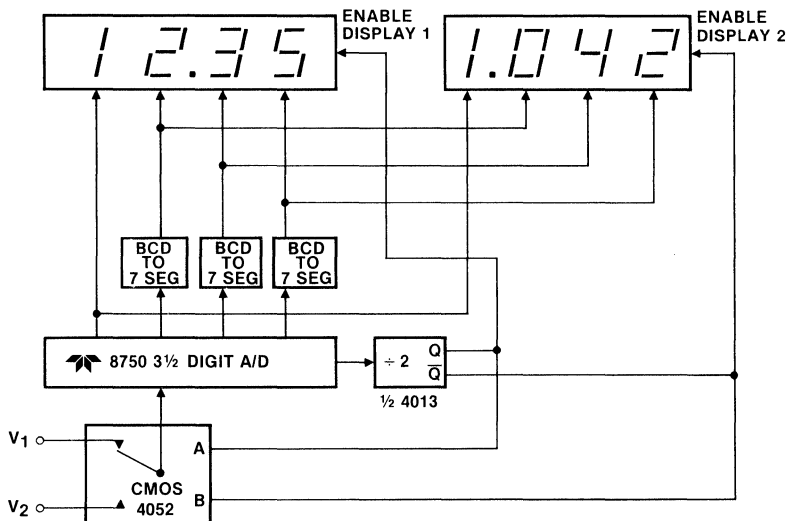 ENABLE
DISPLAY 1
ENABLE
DISPLAY 2
12.35
1.042
BCD
TO
7 SEG
BCD
TO
7 SEG
BCD
TO
7 SEG
8750 3½ DIGIT A/D
÷ 2
Q
Q̅
½ 4013
V₁
V₂
A
B
CMOS
4052